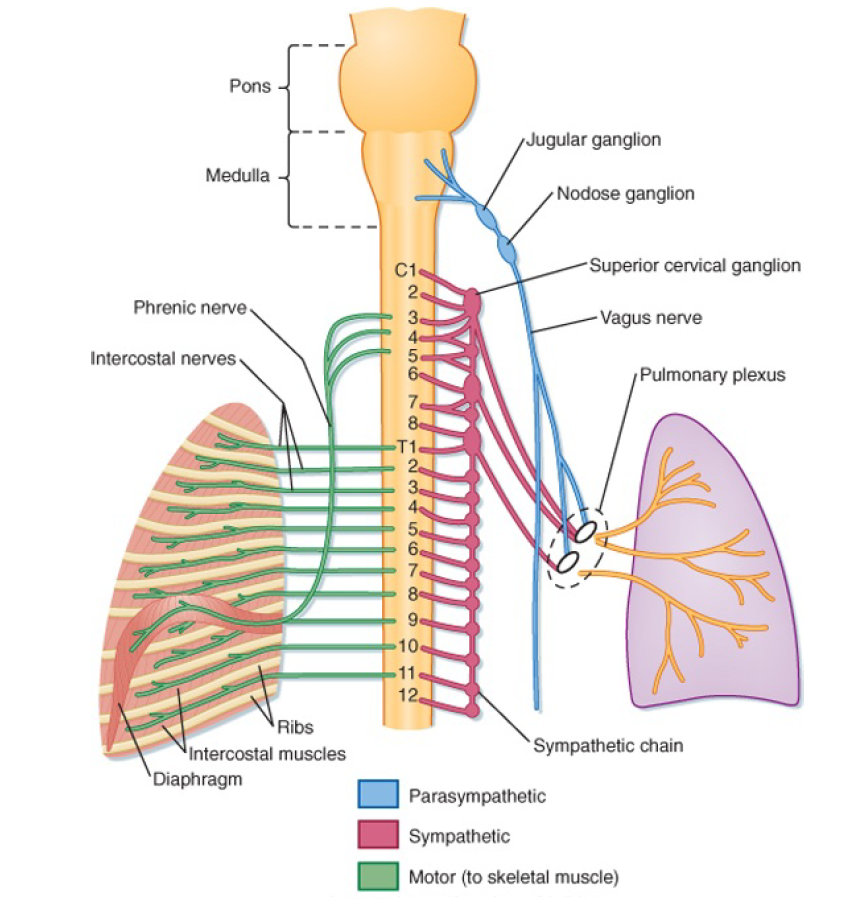 Pons
Jugular ganglion
Medulla
Nodose ganglion
Superior cervical ganglion
C1
2
Phrenic nerve
3
Vagus nerve
4
Intercostal nerves
5
6
Pulmonary plexus
7
8
T1
2
3
4
5
6
7
8
9
10
11
12
Ribs
Sympathetic chain
Intercostal muscles
Diaphragm
Parasympathetic
Sympathetic
Motor (to skeletal muscle)